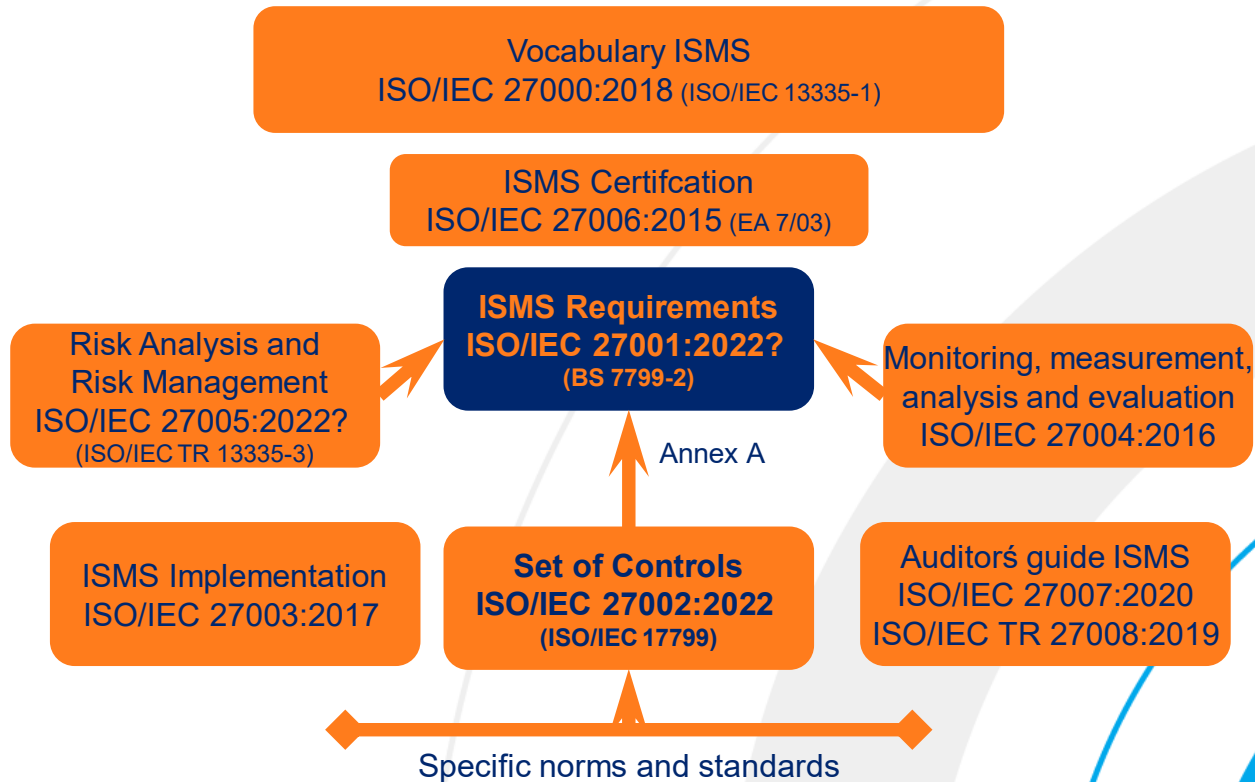 Vocabulary ISMS
ISO/IEC 27000:2018 (ISO/IEC 13335-1)
ISMS Certifcation
ISO/IEC 27006:2015 (EA 7/03)
ISMS Requirements
ISO/IEC 27001:2022?
(BS 7799-2)
Risk Analysis and
Risk Management
ISO/IEC 27005:2022?
(ISO/IEC TR 13335-3)
Monitoring, measurement,
analysis and evaluation
ISO/IEC 27004:2016
Annex A
ISMS Implementation
ISO/IEC 27003:2017
Set of Controls
ISO/IEC 27002:2022
(ISO/IEC 17799)
Auditorś guide ISMS
ISO/IEC 27007:2020
ISO/IEC TR 27008:2019
Specific norms and standards